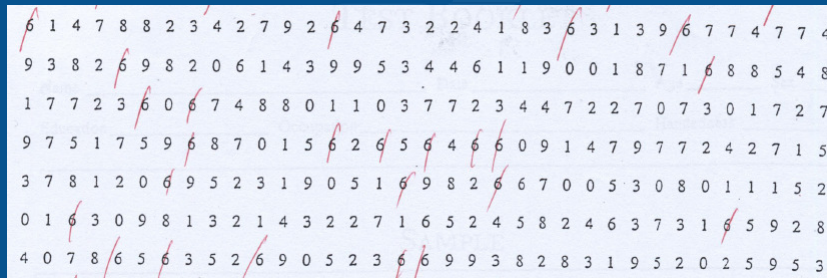 6 1 4 7 8 8 2 3 4 2 7 9 2 6 4 7 3 2 2 4 1 8 3 6 3 1 3 9 6 7 7 4 7 7 4
9 3 8 2 6 9 8 2 0 6 1 4 3 9 9 5 3 4 4 6 1 1 9 0 0 1 8 7 1 6 8 8 5 4 8
1 7 7 2 3 6 0 6 7 4 8 8 0 1 1 0 3 7 7 2 3 4 4 7 2 2 7 0 7 3 0 1 7 2 7
9 7 5 1 7 5 9 6 8 7 0 1 5 6 2 6 5 6 4 6 6 0 9 1 4 7 9 7 7 2 4 2 7 1 5
3 7 8 1 2 0 6 9 5 2 3 1 9 0 5 1 6 9 8 2 6 6 7 0 0 5 3 0 8 0 1 1 1 5 2
0 1 6 3 0 9 8 1 3 2 1 4 3 2 2 7 1 6 5 2 4 5 8 2 4 6 3 7 3 1 6 5 9 2 8
4 0 7 8 6 5 6 3 5 2 6 9 0 5 2 3 6 6 9 9 3 8 2 8 3 1 9 5 2 0 2 5 9 5 3
SAMPLE